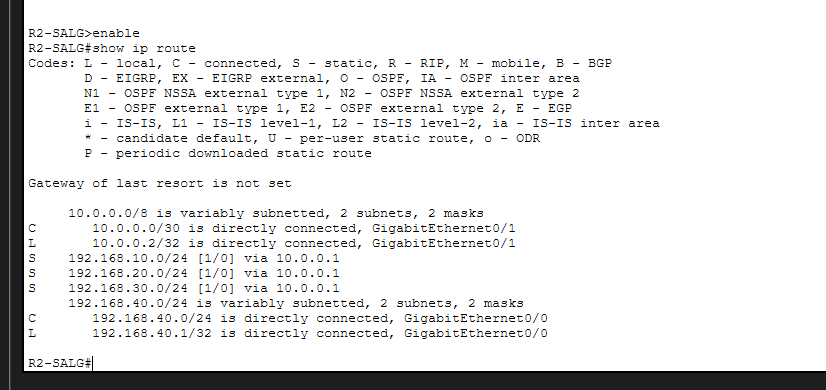 R2-SALG>enable
R2-SALG#show ip route
Codes: L - local, C - connected, S - static, R - RIP, M - mobile, B - BGP
       D - EIGRP, EX - EIGRP external, O - OSPF, IA - OSPF inter area
       N1 - OSPF NSSA external type 1, N2 - OSPF NSSA external type 2
       E1 - OSPF external type 1, E2 - OSPF external type 2, E - EGP
       i - IS-IS, L1 - IS-IS level-1, L2 - IS-IS level-2, ia - IS-IS inter area
       * - candidate default, U - per-user static route, o - ODR
       P - periodic downloaded static route

Gateway of last resort is not set

     10.0.0.0/8 is variably subnetted, 2 subnets, 2 masks
C       10.0.0.0/30 is directly connected, GigabitEthernet0/1
L       10.0.0.2/32 is directly connected, GigabitEthernet0/1
S    192.168.10.0/24 [1/0] via 10.0.0.1
S    192.168.20.0/24 [1/0] via 10.0.0.1
S    192.168.30.0/24 [1/0] via 10.0.0.1
     192.168.40.0/24 is variably subnetted, 2 subnets, 2 masks
C       192.168.40.0/24 is directly connected, GigabitEthernet0/0
L       192.168.40.1/32 is directly connected, GigabitEthernet0/0

R2-SALG#